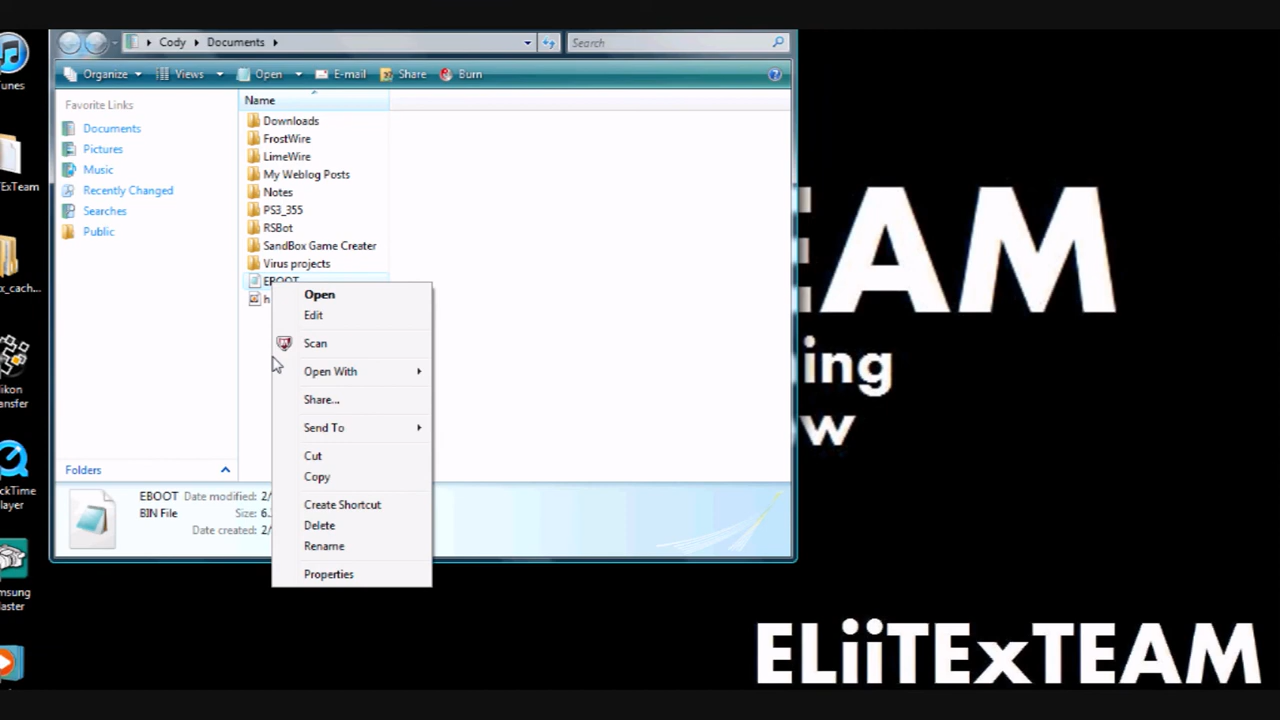 Cody Documents
Search
Organize Views Open E-mail Share Burn
Favorite Links
Documents
Pictures
Music
Recently Changed
Searches
Public
Folders
Name
Downloads
FrostWire
LimeWire
My Weblog Posts
Notes
PS3_355
RSBot
SandBox Game Creater
Virus projects
EBOOT
h
Open
Edit
Scan
Open With
Share...
Send To
Cut
Copy
Create Shortcut
Delete
Rename
Properties
EBOOT Date modified: 2/
BIN File Size: 6.
Date created: 2/
unes
ExTeam
x_cach...
likon
ansfer
ckTime
layer
msung
laster
EAM
ing
w
ELiiTExTEAM